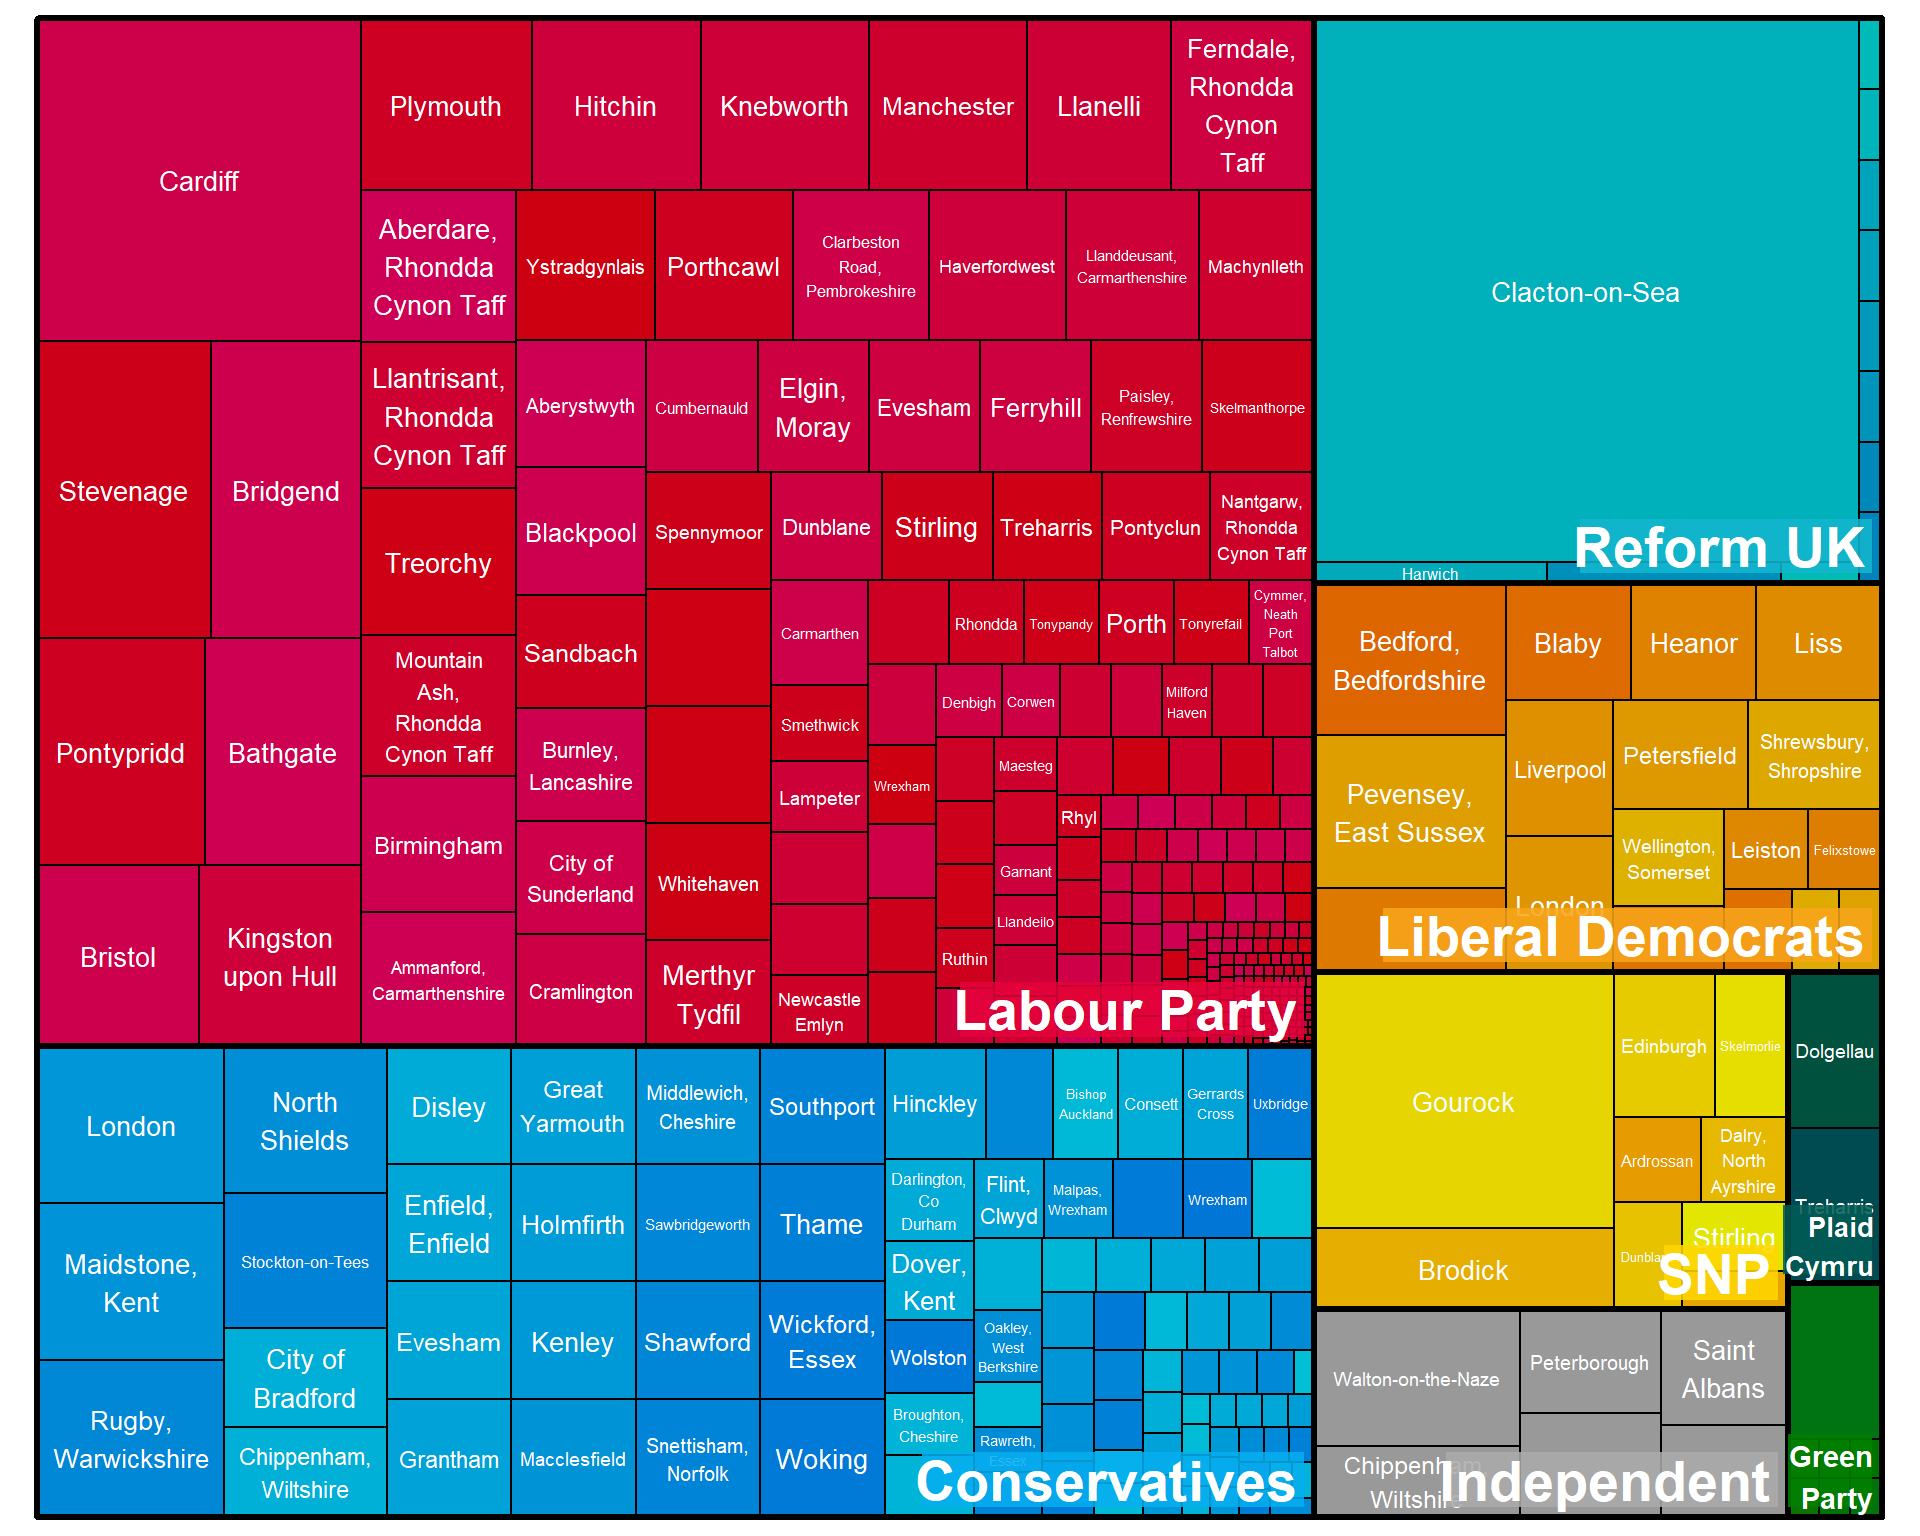 Cardiff
Plymouth
Hitchin
Knebworth
Manchester
Llanelli
Ferndale,
Rhondda
Cynon
Taff
Aberdare,
Rhondda
Cynon Taff
Ystradgynlais
Porthcawl
Clarbeston
Road,
Pembrokeshire
Haverfordwest
Llanddeusant,
Carmarthenshire
Machynlleth
Stevenage
Bridgend
Llantrisant,
Rhondda
Cynon Taff
Aberystwyth
Cumbernauld
Elgin,
Moray
Evesham
Ferryhill
Paisley,
Renfrewshire
Skelmanthorpe
Treorchy
Blackpool
Spennymoor
Dunblane
Stirling
Treharris
Pontyclun
Nantgarw,
Rhondda
Cynon Taff
Sandbach
Carmarthen
Rhondda
Tonypandy
Porth
Tonyrefail
Cymmer,
Neath
Port
Talbot
Pontypridd
Bathgate
Mountain
Ash,
Rhondda
Cynon Taff
Burnley,
Lancashire
Smethwick
Denbigh
Corwen
Milford
Haven
Birmingham
Lampeter
Wrexham
Maesteg
Rhyl
City of
Sunderland
Whitehaven
Garnant
Llandeilo
Bristol
Kingston
upon Hull
Ammanford,
Carmarthenshire
Cramlington
Merthyr
Tydfil
Newcastle
Emlyn
Ruthin
Labour Party
Clacton-on-Sea
Harwich
Reform UK
Bedford,
Bedfordshire
Blaby
Heanor
Liss
Pevensey,
East Sussex
Liverpool
Petersfield
Shrewsbury,
Shropshire
London
Wellington,
Somerset
Leiston
Felixstowe
Liberal Democrats
Gourock
Edinburgh
Skelmorlie
Ardrossan
Dalry,
North
Ayrshire
Brodick
Dunblane
Stirling
SNP
Dolgellau
Treharris
Plaid
Cymru
London
North
Shields
Disley
Great
Yarmouth
Middlewich,
Cheshire
Southport
Hinckley
Bishop
Auckland
Consett
Gerrards
Cross
Uxbridge
Maidstone,
Kent
Stockton-on-Tees
Enfield,
Enfield
Holmfirth
Sawbridgeworth
Thame
Darlington,
Co
Durham
Flint,
Clwyd
Malpas,
Wrexham
Wrexham
Dover,
Kent
City of
Bradford
Evesham
Kenley
Shawford
Wickford,
Essex
Wolston
Oakley,
West
Berkshire
Rugby,
Warwickshire
Chippenham,
Wiltshire
Grantham
Macclesfield
Snettisham,
Norfolk
Woking
Broughton,
Cheshire
Rawreth,
Essex
Conservatives
Walton-on-the-Naze
Peterborough
Saint
Albans
Chippenham
Wiltshire
Independent
Green
Party